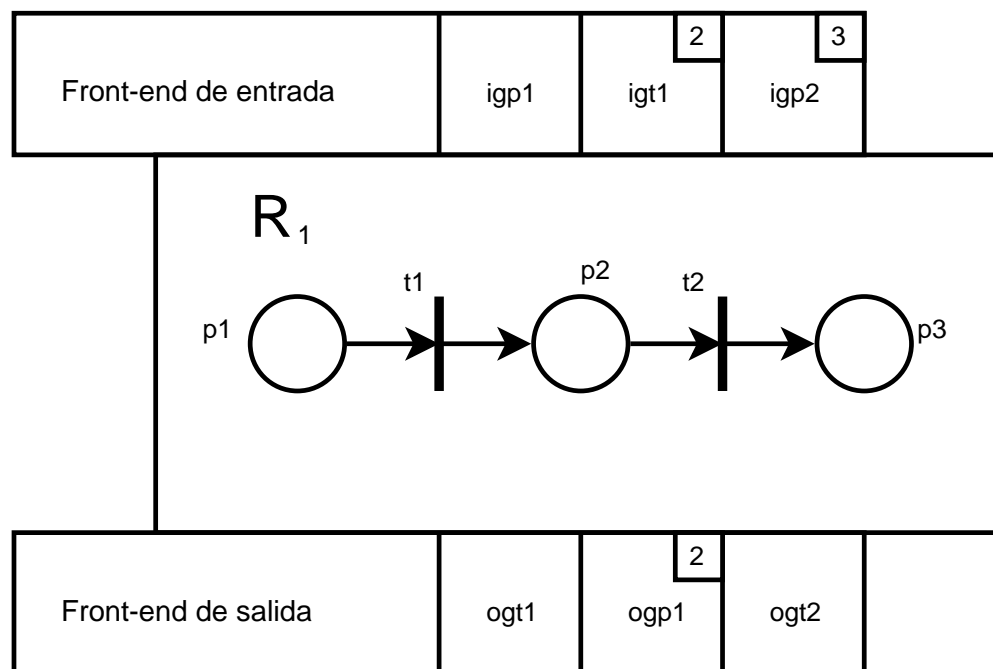 2 3
Front-end de entrada igp1 igt1 igp2
R1
p2
t1 t2
p1 p3
2
Front-end de salida ogt1 ogp1 ogt2